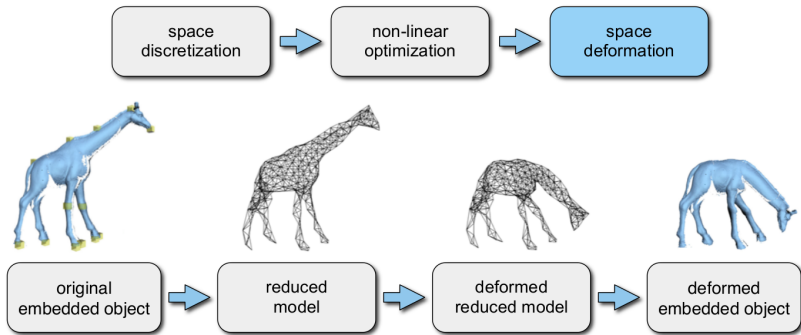 space
discretization
non-linear
optimization
space
deformation
original
embedded object
reduced
model
deformed
reduced model
deformed
embedded object